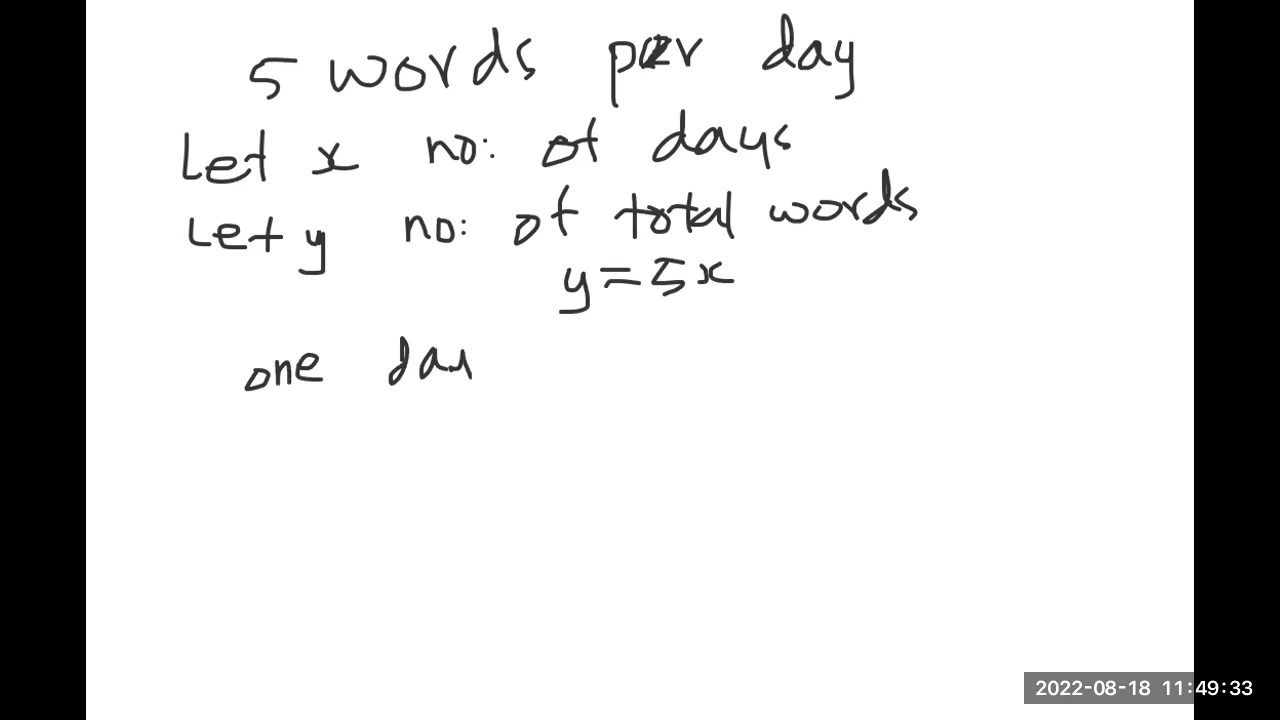 5 words per day
Let x no: of days
Let y no: of total words
y = 5x
one day
2022-08-18 11:49:33